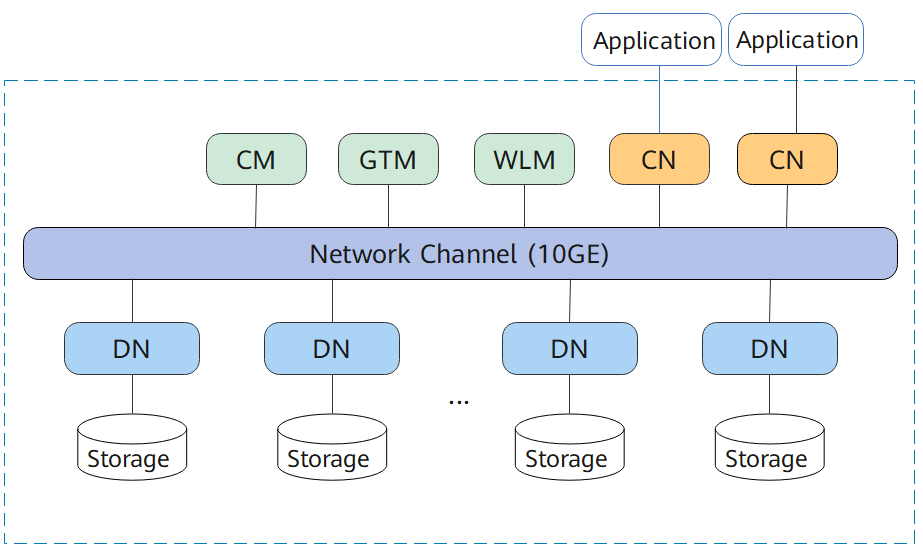 Application Application
CM GTM WLM CN CN
Network Channel (10GE)
DN DN DN DN
...
Storage Storage Storage Storage